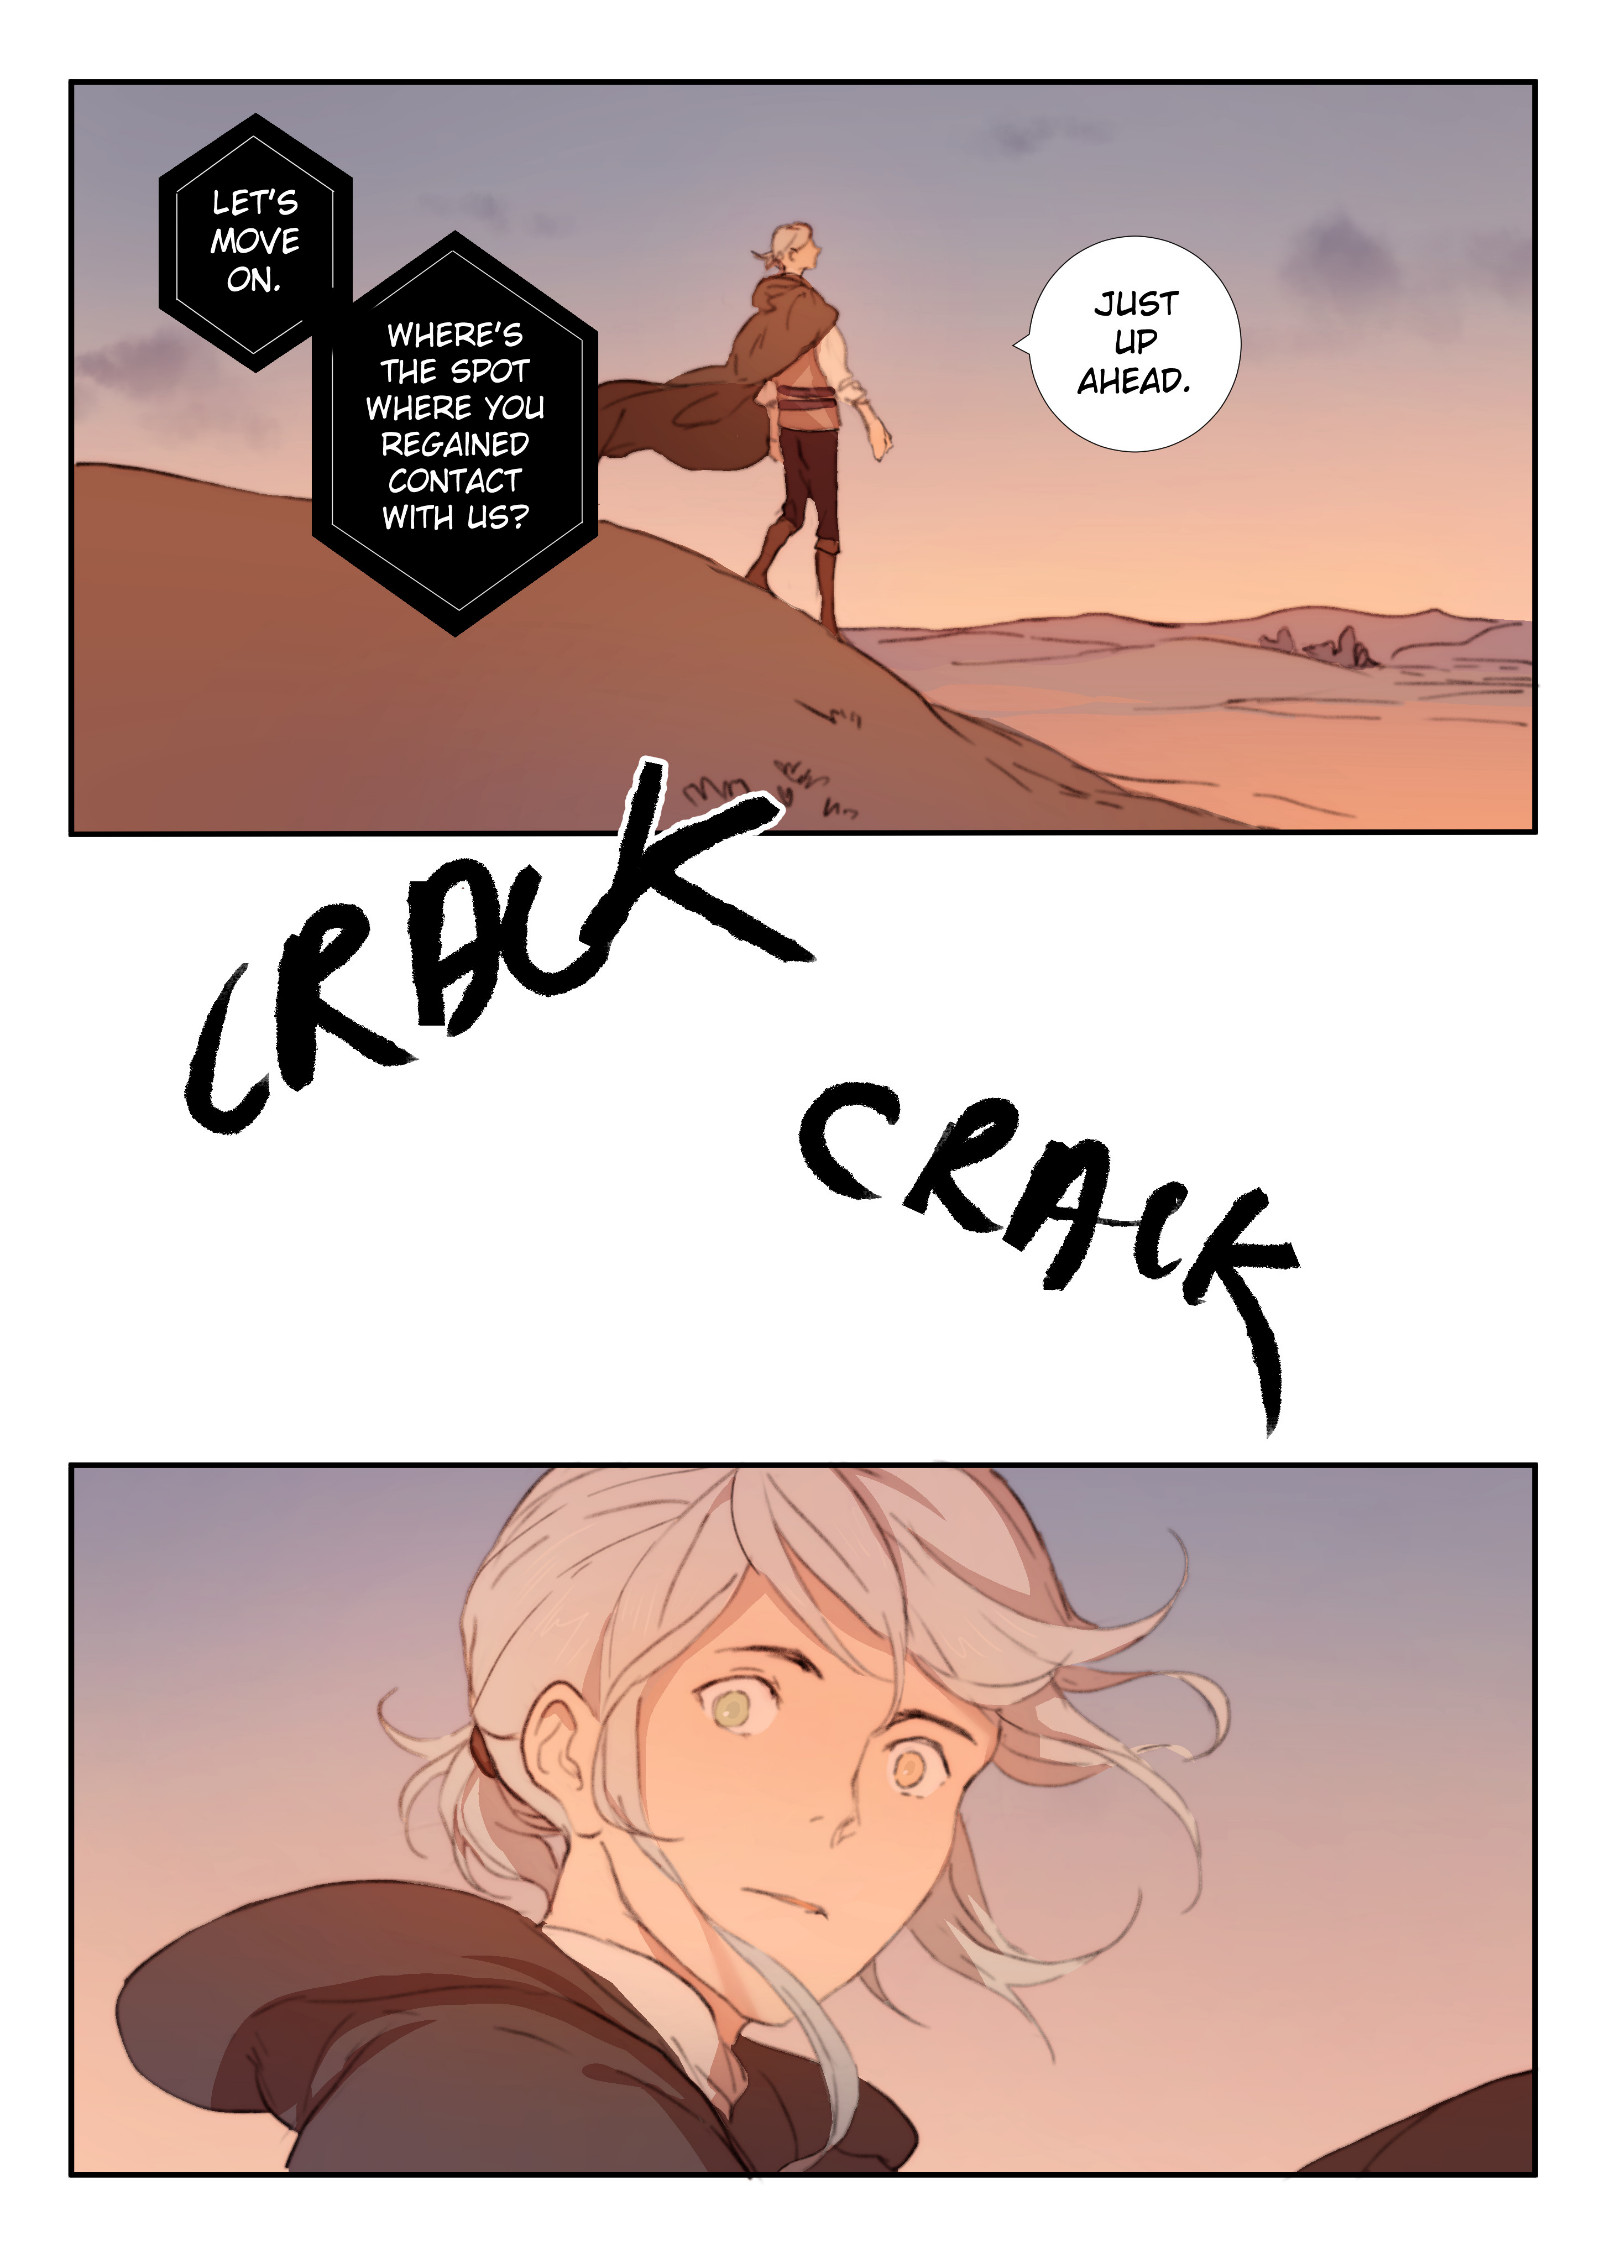 LET'S
MOVE
ON.
WHERE'S
THE SPOT
WHERE YOU
REGAINED
CONTACT
WITH US?
JUST
UP
AHEAD.
CRACK
CRACK